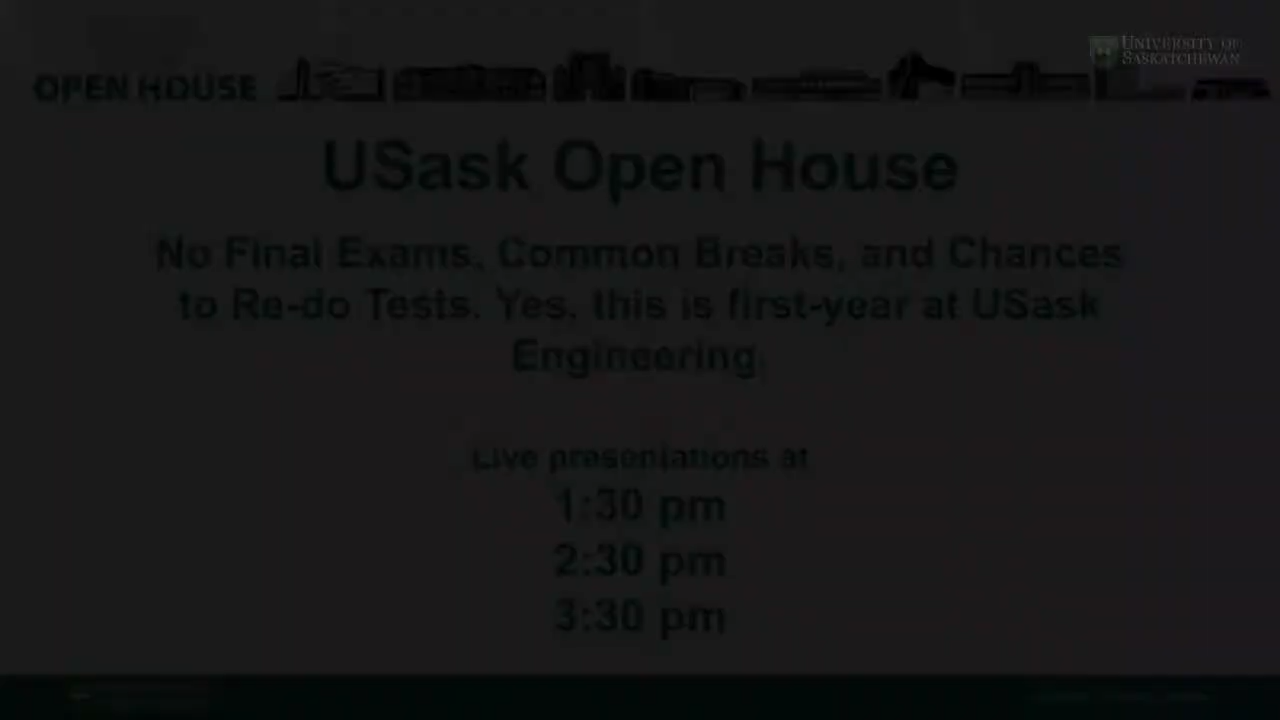 UNIVERSITY OF
SASKATCHEWAN
OPEN HOUSE
USask Open House
No Final Exams, Common Breaks, and Chances
to Re-do Tests. Yes, this is first-year at USask
Engineering.
Live presentations at
1:30 pm
2:30 pm
3:30 pm